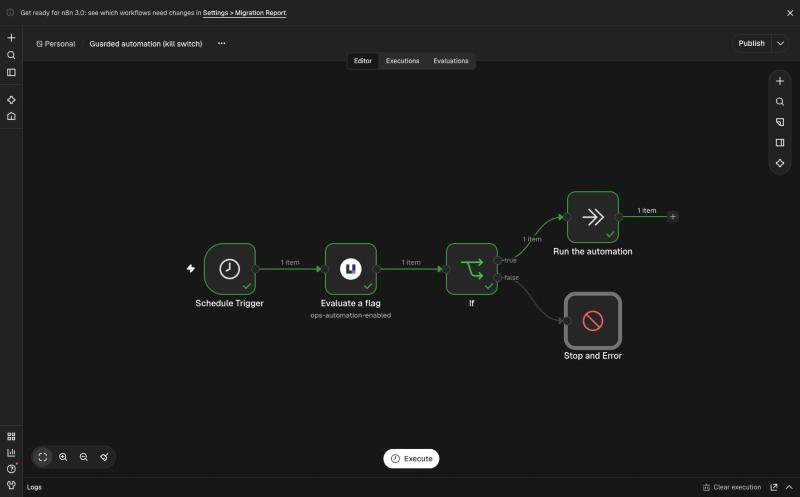 Get ready for n8n 3.0: see which workflows need changes in Settings > Migration Report.
Personal
Guarded automation (kill switch)
...
Publish
Editor
Executions
Evaluations
1 item
1 item
1 item
1 item
true
false
Run the automation
Schedule Trigger
Evaluate a flag
If
ops-automation-enabled
Stop and Error
Execute
Logs
Clear execution